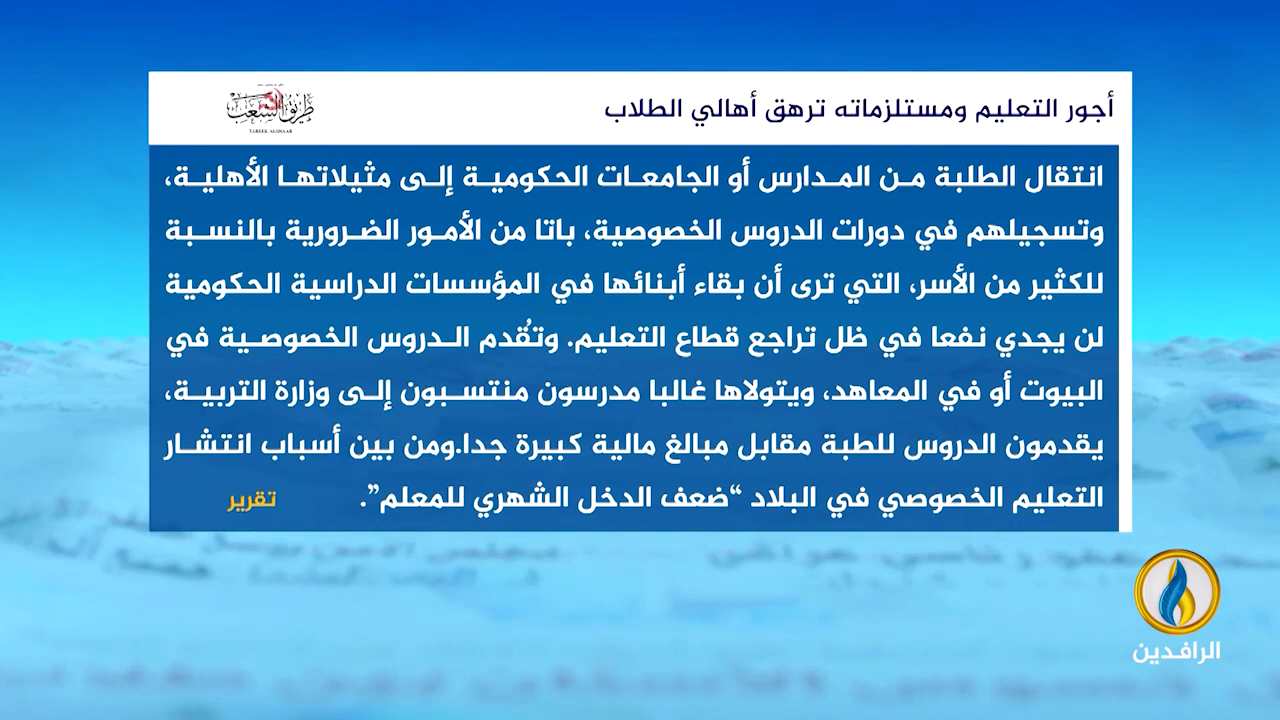 أجور التعليم ومستلزماته ترهق أهالي الطلاب
طريق الشعب
TAREEK ALSHAAB
انتقال الطلبة من المدارس أو الجامعات الحكومية إلى مثيلاتها الأهلية،
وتسجيلهم في دورات الدروس الخصوصية، باتا من الأمور الضرورية بالنسبة
للكثير من الأسر، التي ترى أن بقاء أبنائها في المؤسسات الدراسية الحكومية
لن يجدي نفعا في ظل تراجع قطاع التعليم. وتُقدم الدروس الخصوصية في
البيوت أو في المعاهد، ويتولاها غالبا مدرسون منتسبون إلى وزارة التربية،
يقدمون الدروس للطبة مقابل مبالغ مالية كبيرة جدا.ومن بين أسباب انتشار
التعليم الخصوصي في البلاد “ضعف الدخل الشهري للمعلم”.
تقرير
الرافدين